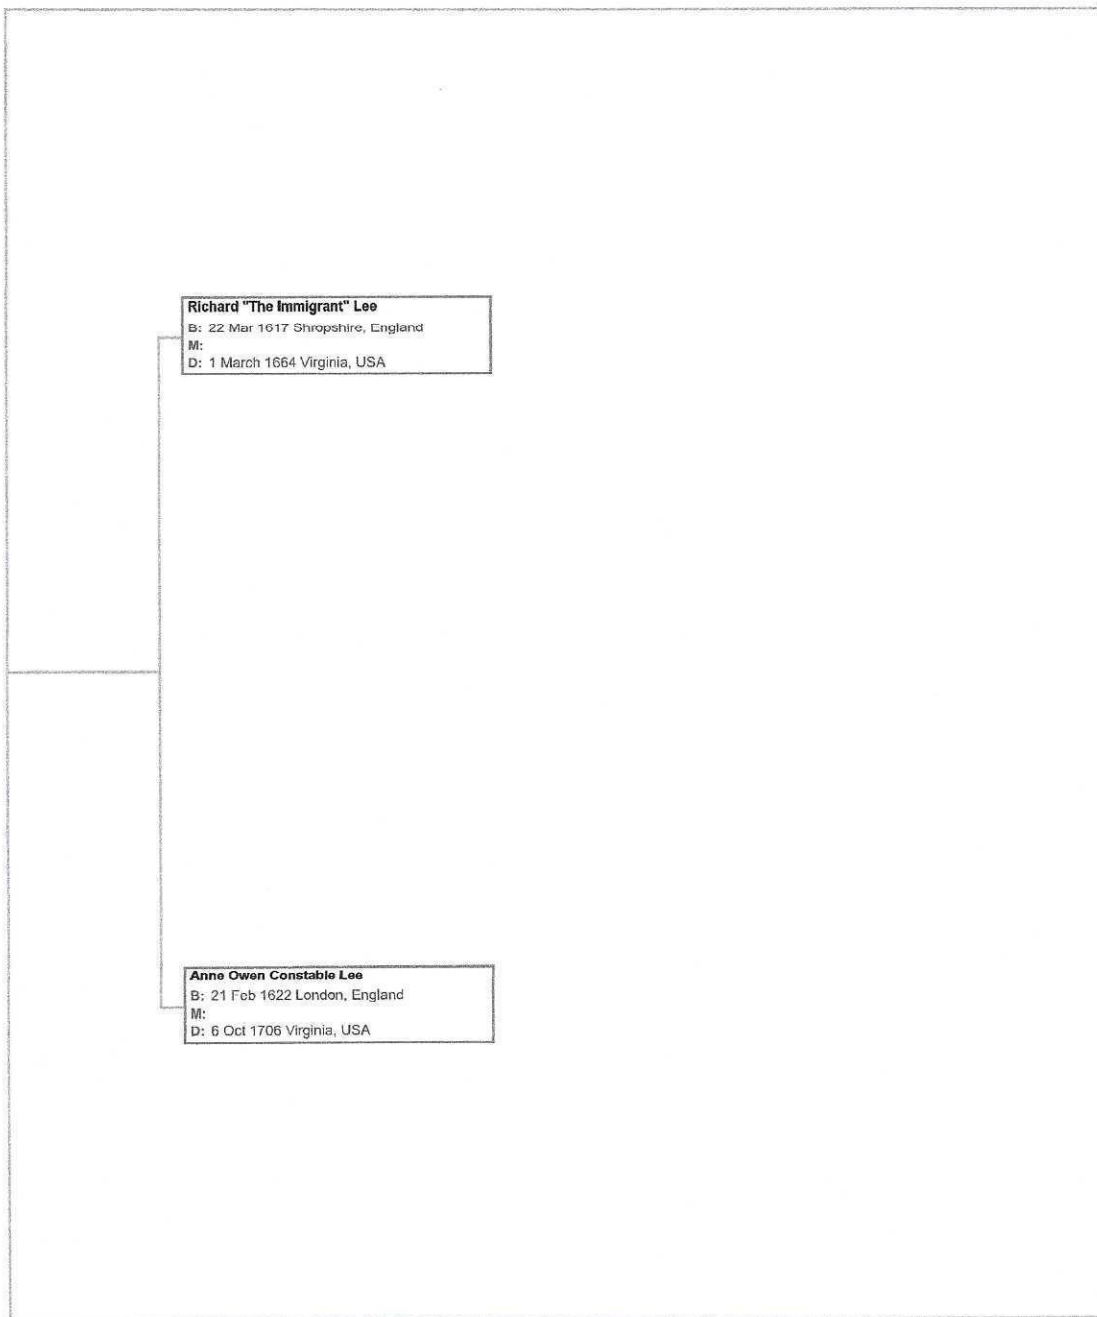 Richard "The Immigrant" Lee
B: 22 Mar 1617 Shropshire, England
M:
D: 1 March 1664 Virginia, USA
Anne Owen Constable Lee
B: 21 Feb 1622 London, England
M:
D: 6 Oct 1706 Virginia, USA